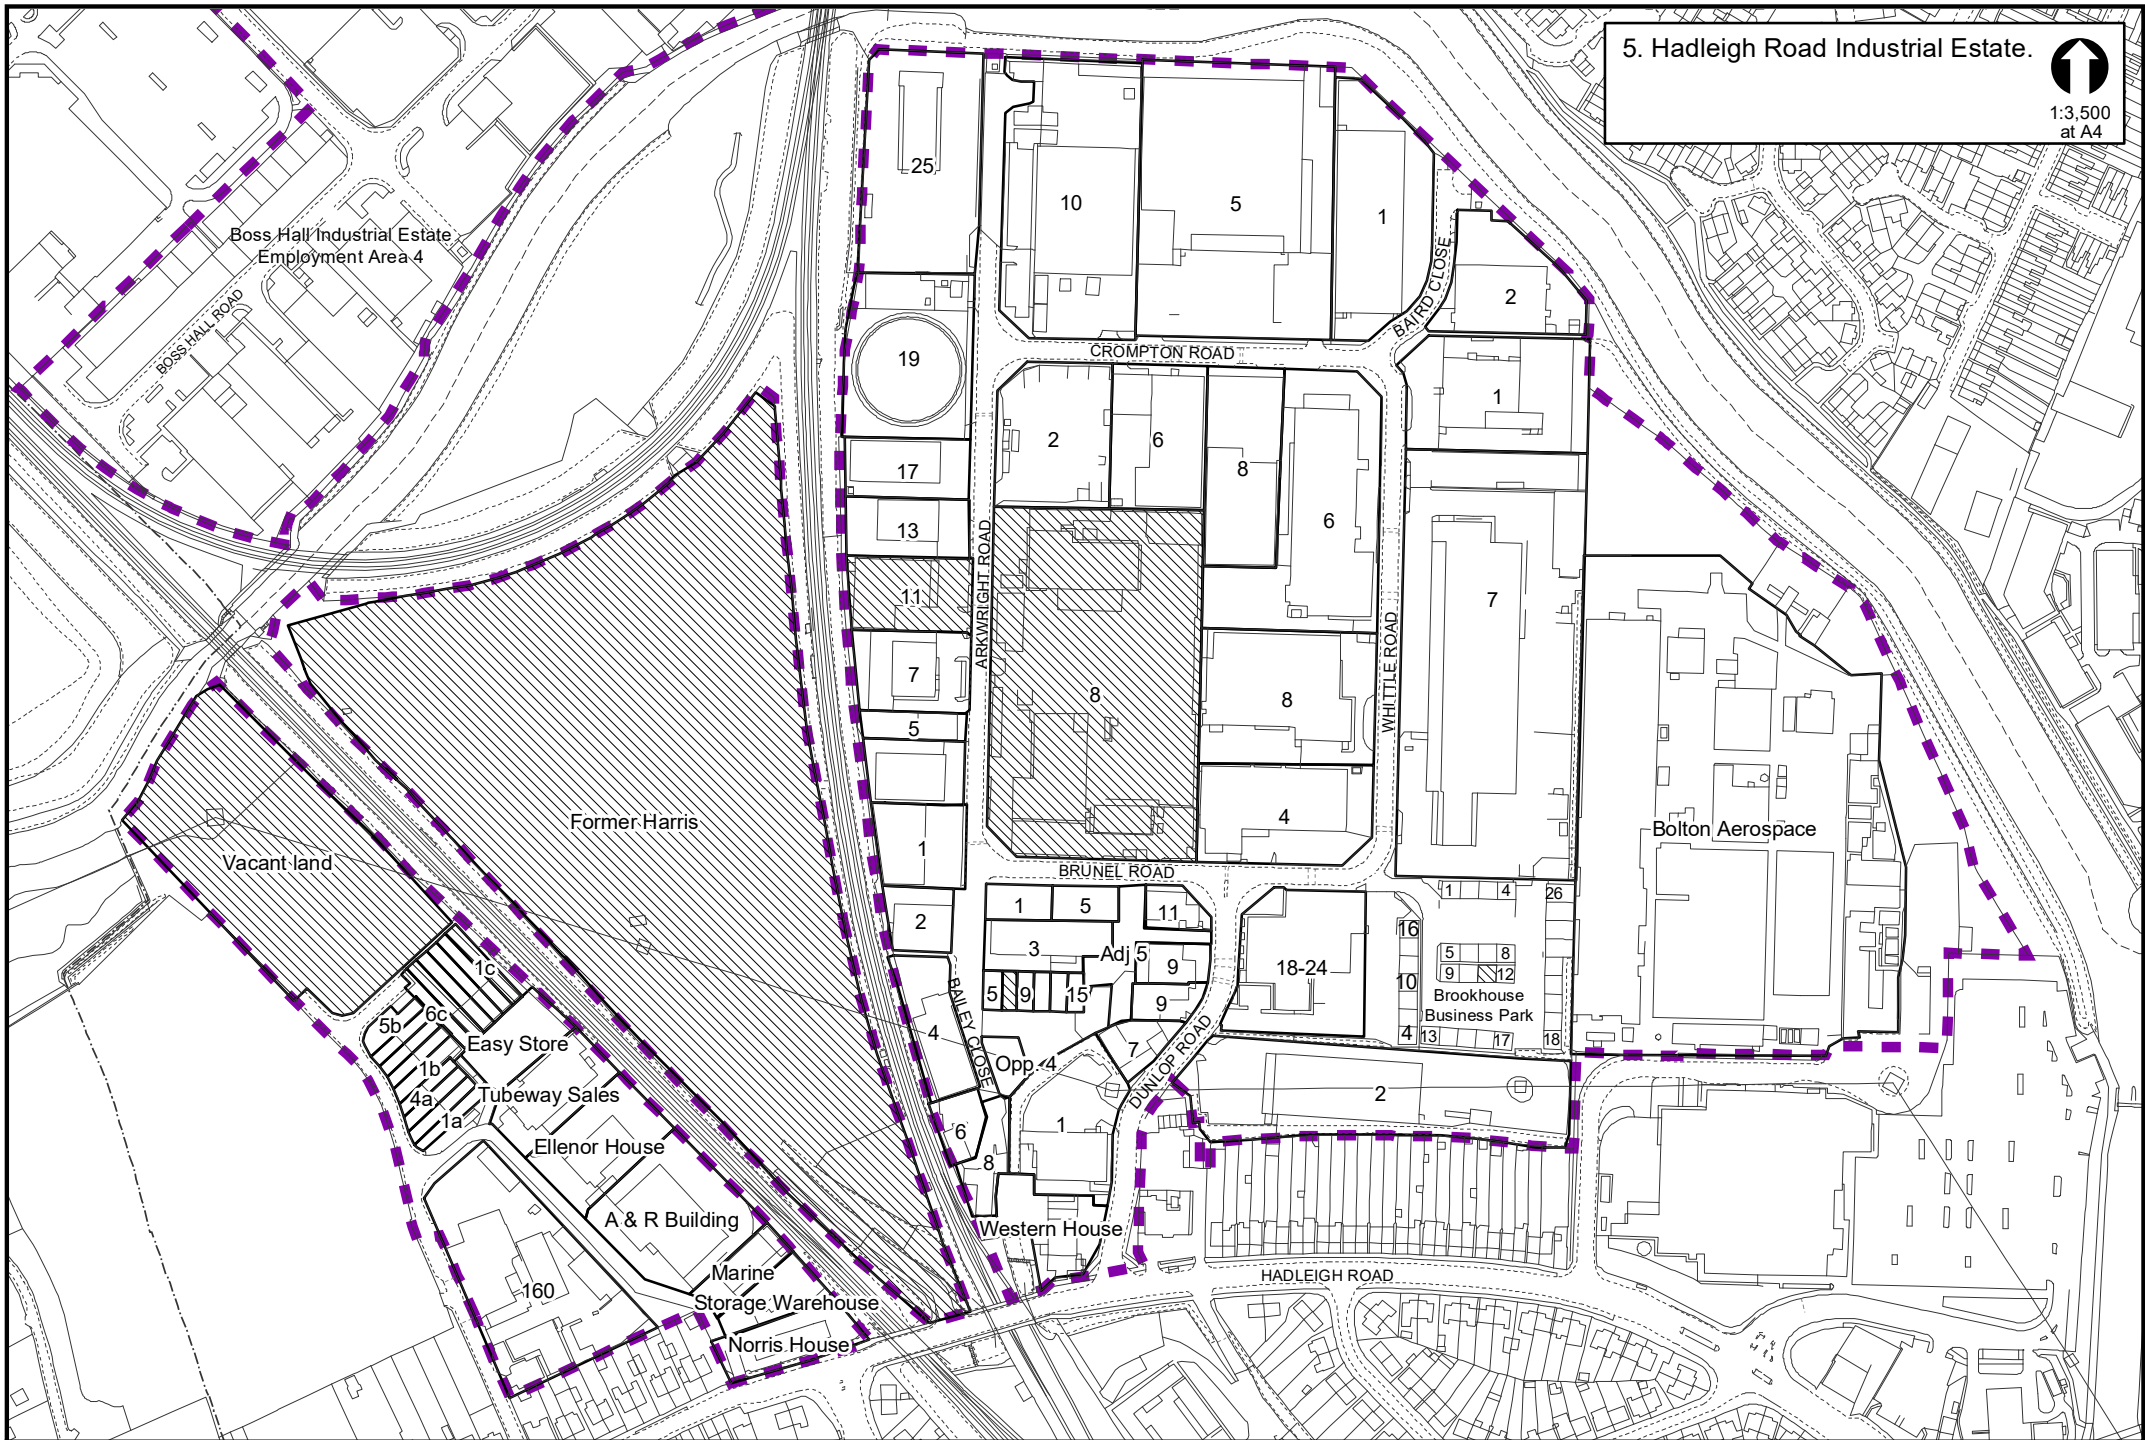 5. Hadleigh Road Industrial Estate.
1:3,500
at A4
Boss Hall Industrial Estate
Employment Area 4
BOSS HALL ROAD
25
10
5
1
BAIRD CLOSE
2
19
CROMPTON ROAD
1
2
6
8
6
17
13
11
ARKWRIGHT ROAD
7
7
8
8
WHITTLE ROAD
5
Former Harris
4
Bolton Aerospace
1
Vacant land
BRUNEL ROAD
2
1
5
11
3
Adj 5
9
18-24
1
4
26
16
5
8
9
12
10
Brookhouse
Business Park
4
13
17
18
5
9
15
9
7
DUNLOP ROAD
BAILEY CLOSE
4
Opp. 4
1
2
6
8
1c
6c
5b
Easy Store
1b
4a
Tubeway Sales
1a
Ellenor House
A & R Building
Western House
160
Marine
Storage Warehouse
Norris House
HADLEIGH ROAD